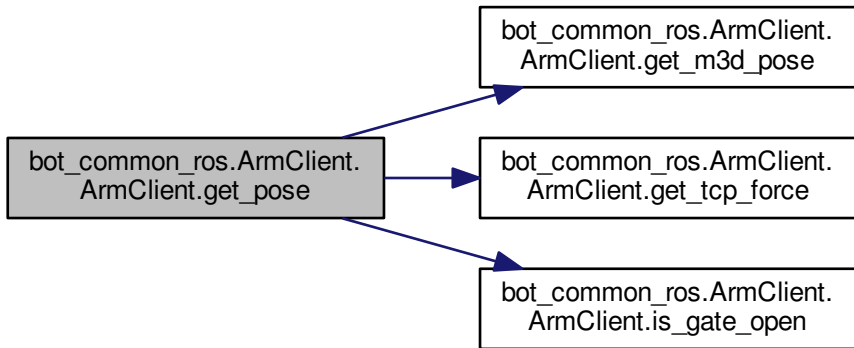 bot_common_ros.ArmClient.
ArmClient.get_pose
bot_common_ros.ArmClient.
ArmClient.get_m3d_pose
bot_common_ros.ArmClient.
ArmClient.get_tcp_force
bot_common_ros.ArmClient.
ArmClient.is_gate_open